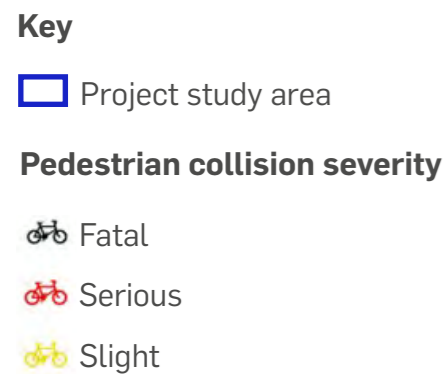 Key
Project study area
Pedestrian collision severity
Fatal
Serious
Slight